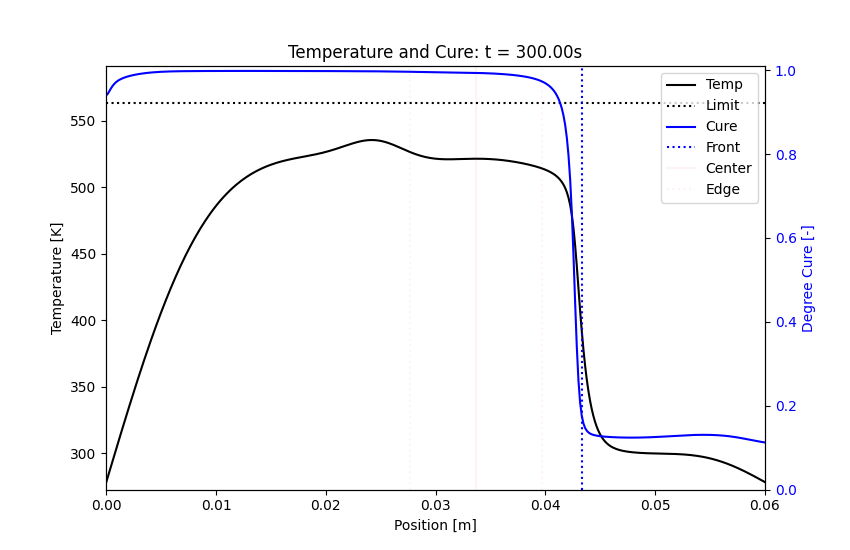 Temperature and Cure: t = 300.00s
Temperature [K]
550
500
450
400
350
300
0.00
0.01
0.02
0.03
0.04
0.05
0.06
Position [m]
1.0
0.8
0.6
0.4
0.2
0.0
Degree Cure [-]
Temp
Limit
Cure
Front
Center
Edge